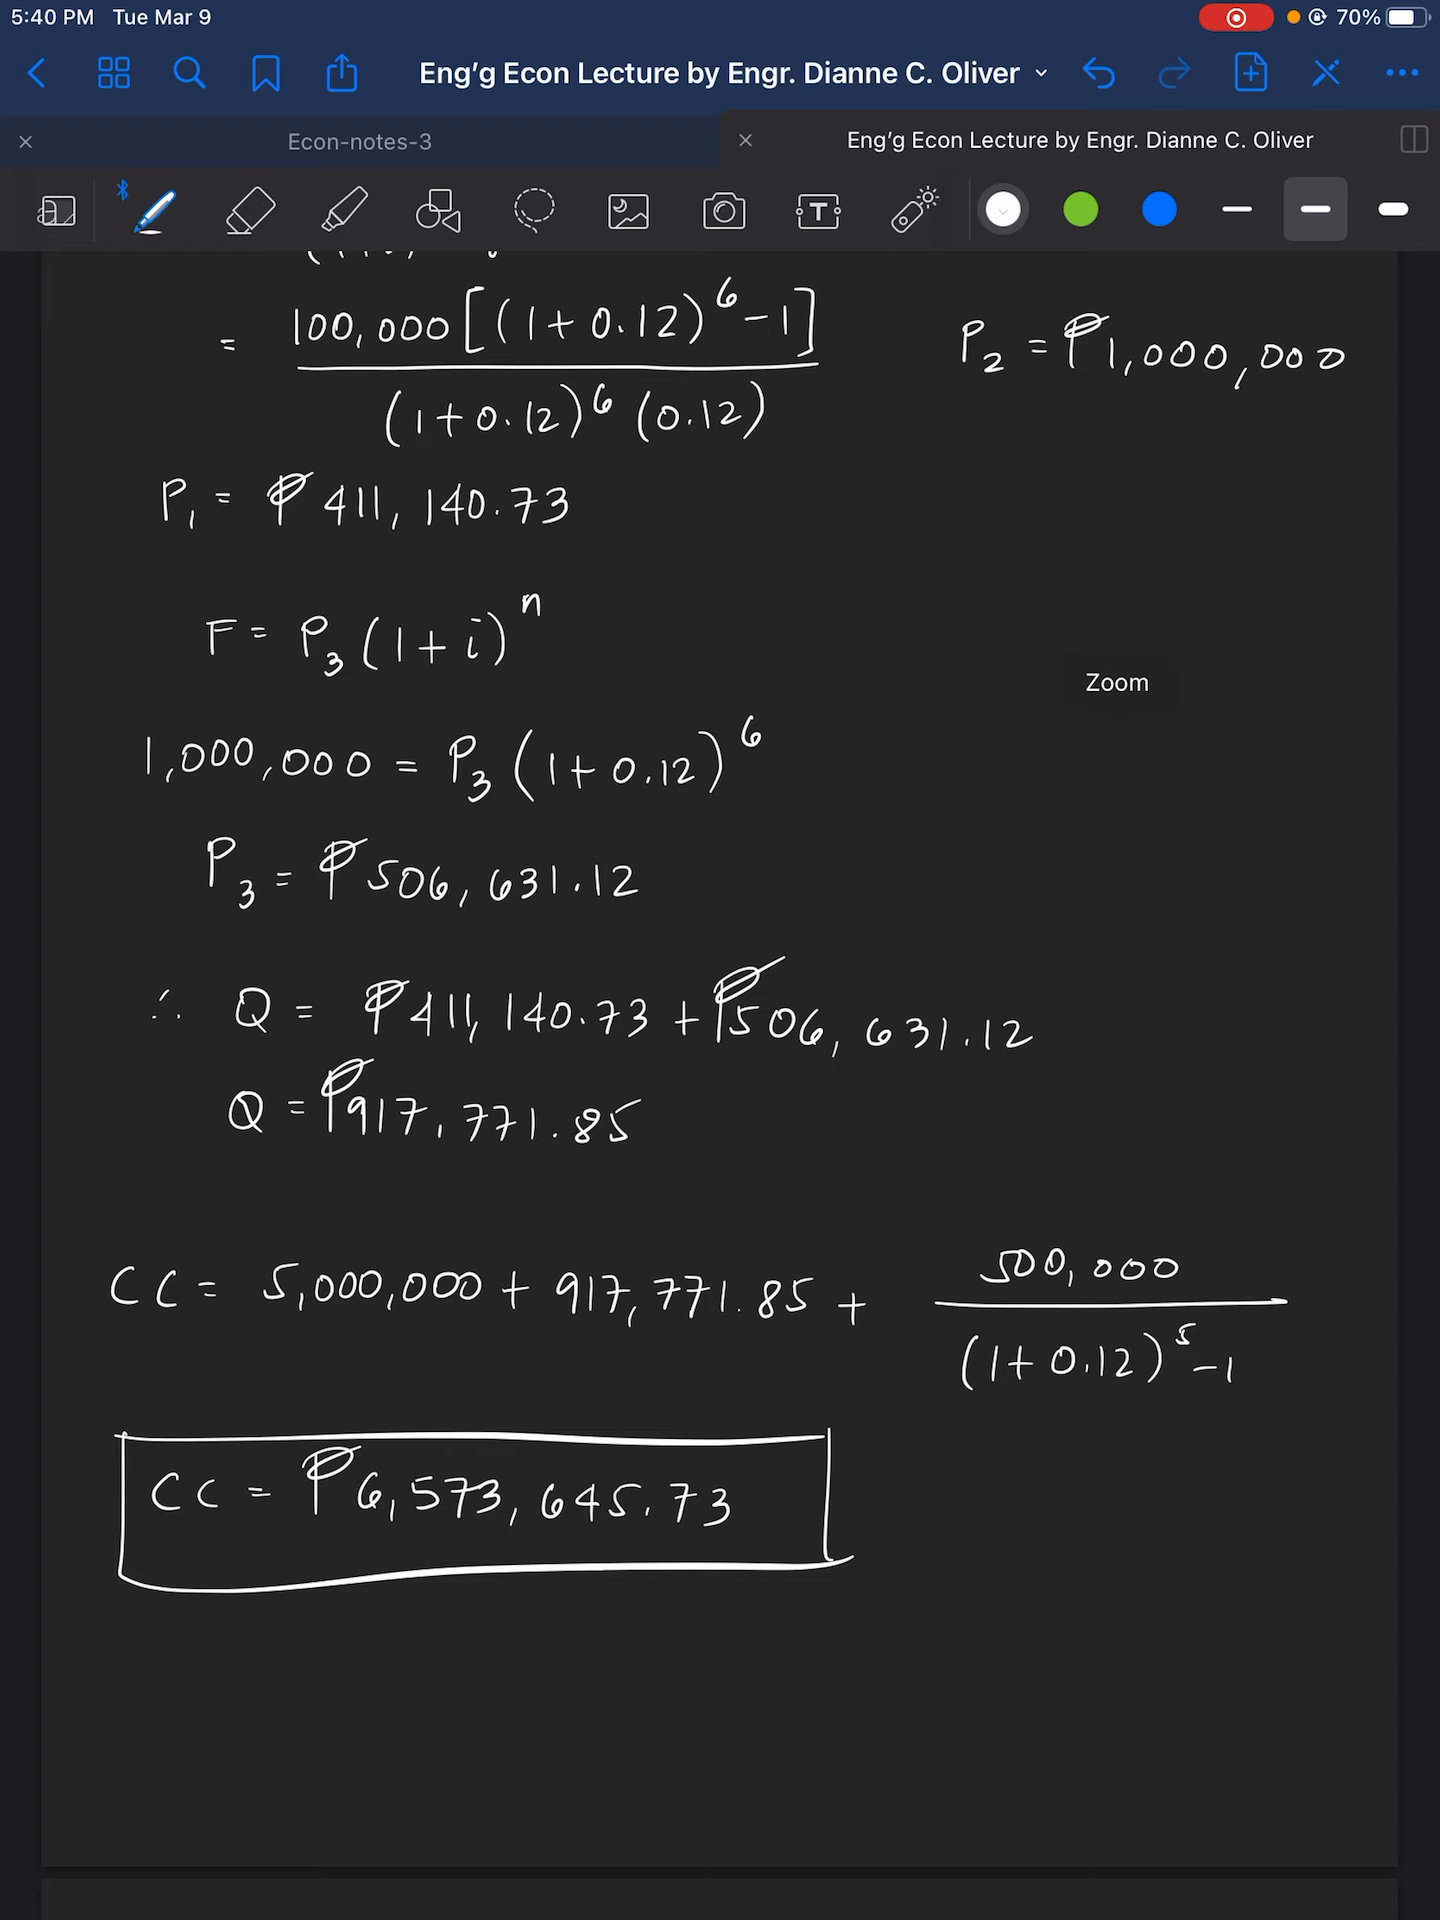 5:40 PM Tue Mar 9
70%
Eng'g Econ Lecture by Engr. Dianne C. Oliver
Econ-notes-3
Eng'g Econ Lecture by Engr. Dianne C. Oliver
= 100,000[(1+0.12)^6-1]
(1+0.12)^6 (0.12)
P₂ = ₱1,000,000
P₁ = ₱411,140.73
F = P₃(1+i)^n
Zoom
1,000,000 = P₃(1+0.12)^6
P₃ = ₱506,631.12
∴ Q = ₱411,140.73 + ₱506,631.12
Q = ₱917,771.85
CC = 5,000,000 + 917,771.85 + 500,000
(1+0.12)^5-1
CC = ₱6,573,645.73